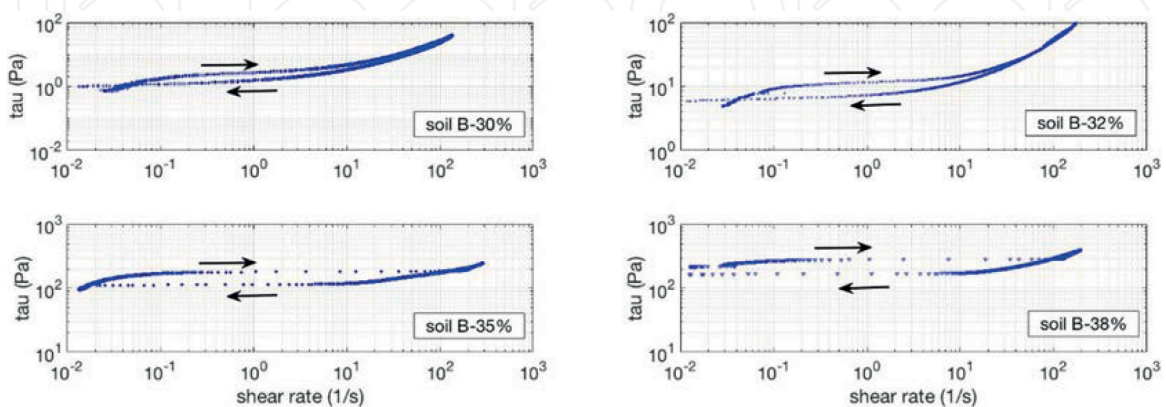 10²
10⁰
10⁻²
tau (Pa)
soil B-30%
10⁻² 10⁻¹ 10⁰ 10¹ 10² 10³
10²
10¹
10⁰
tau (Pa)
soil B-32%
10⁻² 10⁻¹ 10⁰ 10¹ 10² 10³
10³
10²
10¹
tau (Pa)
soil B-35%
10⁻² 10⁻¹ 10⁰ 10¹ 10² 10³
shear rate (1/s)
10³
10²
10¹
tau (Pa)
soil B-38%
10⁻² 10⁻¹ 10⁰ 10¹ 10² 10³
shear rate (1/s)